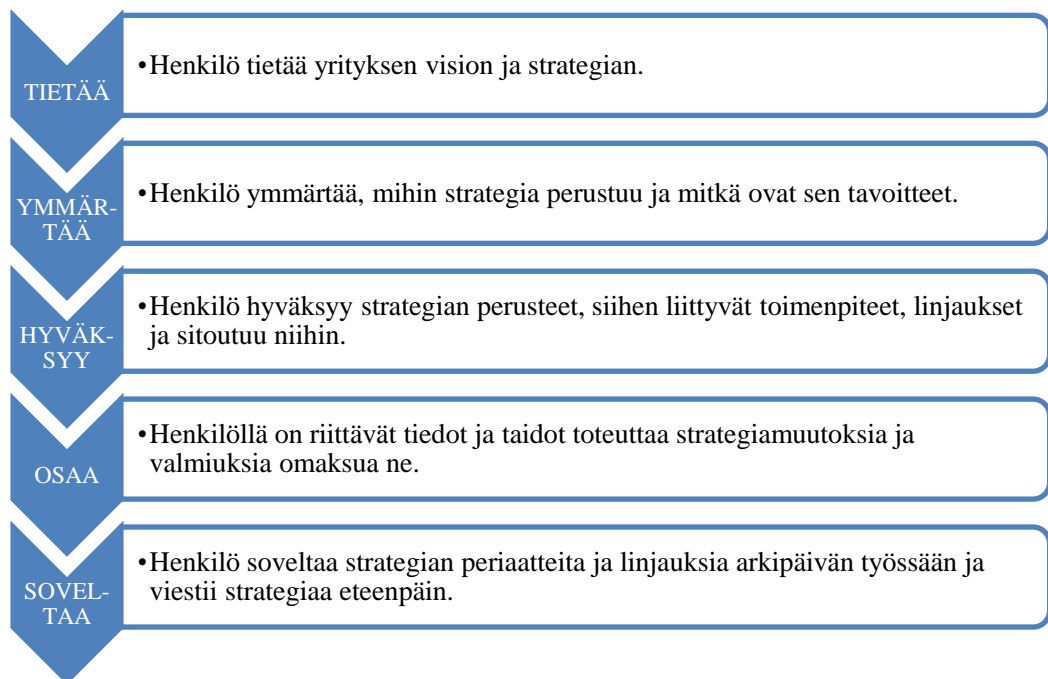 TIETÄÄ
•Henkilö tietää yrityksen vision ja strategian.
YMMÄR-
TÄÄ
•Henkilö ymmärtää, mihin strategia perustuu ja mitkä ovat sen tavoitteet.
HYVÄK-
SYY
•Henkilö hyväksyy strategian perusteet, siihen liittyvät toimenpiteet, linjaukset
ja sitoutuu niihin.
OSAA
•Henkilöllä on riittävät tiedot ja taidot toteuttaa strategiamuutoksia ja
valmiuksia omaksua ne.
SOVEL-
TAA
•Henkilö soveltaa strategian periaatteita ja linjauksia arkipäivän työssään ja
viestii strategiaa eteenpäin.